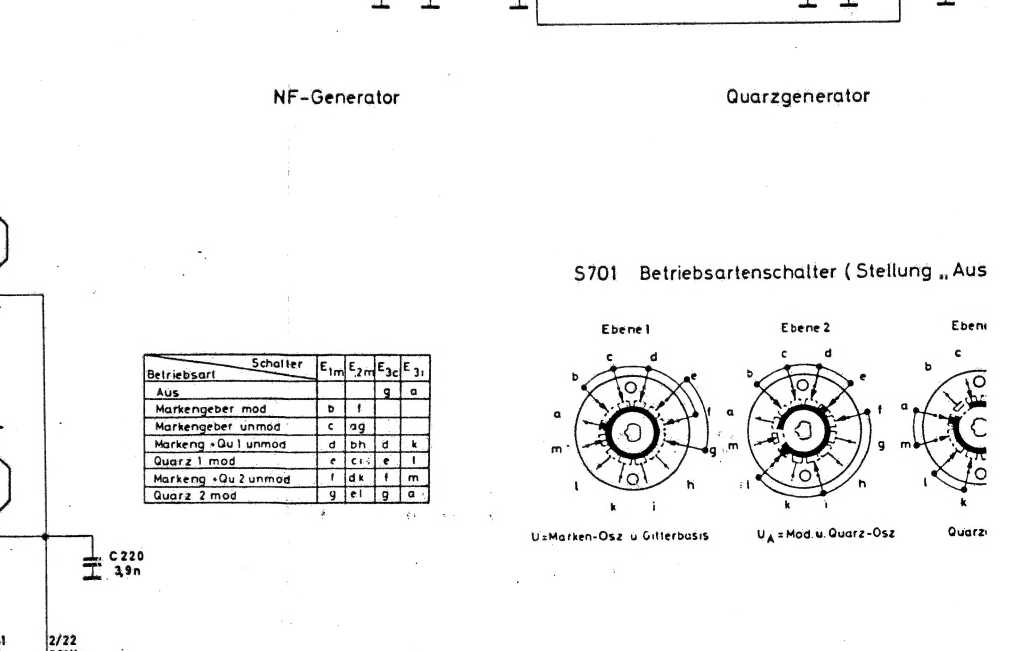 NF-Generator
Quarzgenerator
S701 Betriebsartenschalter ( Stellung „ Aus
Ebene 1
Ebene 2
c d
b e
a f
m g
l h
k i
c d
b e
a f
m g
l h
k i
c
b
a
m
l
k
U=Marken-Osz u Gitterbasis
U A = Mod. u. Quarz-Osz
Schalter E1m E2m E3c E3i
Betriebsart
Aus g a
Markengeber mod b f
Markengeber unmod c ag
Markeng +Qu 1 unmod d bh d k
Quarz 1 mod e ci e l
Markeng +Qu 2 unmod f dk f m
Quarz 2 mod g el g a
C 220
3,9n
2/22